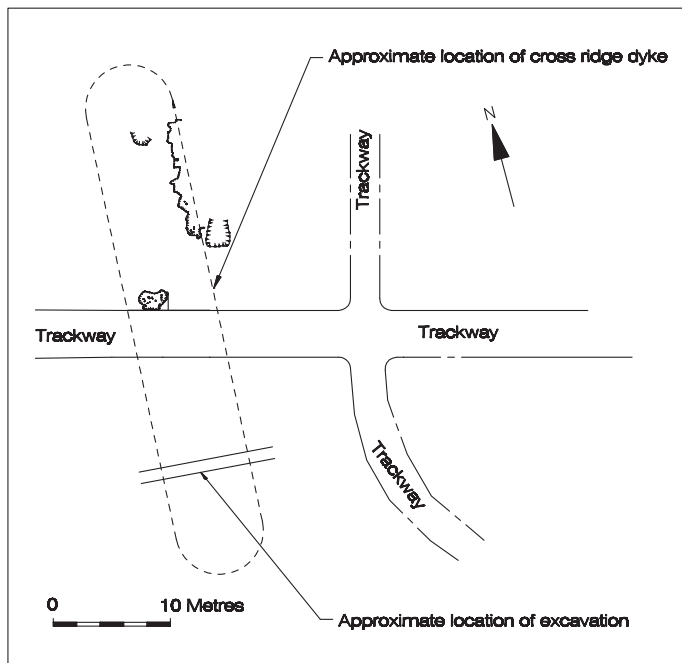 Approximate location of cross ridge dyke
N
Trackway
Trackway
Trackway
Trackway
0 10 Metres
Approximate location of excavation